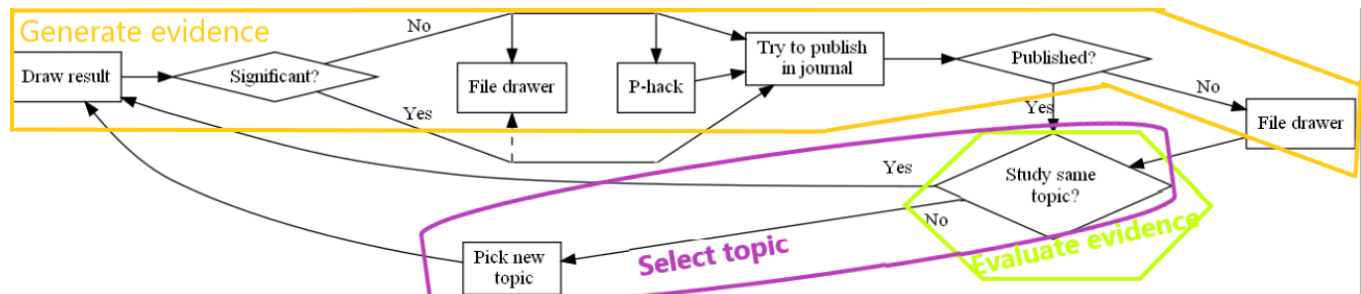 Generate evidence
No
Draw result
Significant?
File drawer
P-hack
Try to publish
in journal
Published?
No
Yes
Yes
File drawer
Yes
Study same
topic?
No
Evaluate evidence
Select topic
Pick new
topic